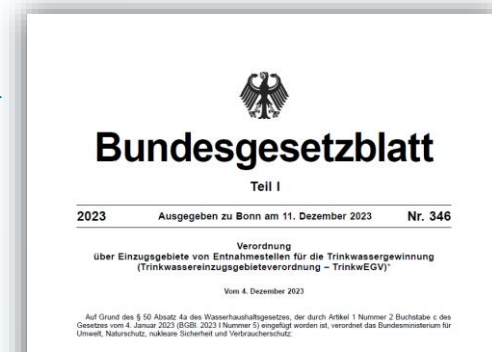 Bundesgesetzblatt
Teil I
2023 Ausgegeben zu Bonn am 11. Dezember 2023 Nr. 346
Verordnung
über Einzugsgebiete von Entnahmestellen für die Trinkwassergewinnung
(Trinkwassereinzugsgebieteverordnung – TrinkwEGV)*
Vom 4. Dezember 2023
Auf Grund des § 50 Absatz 4a des Wasserhaushaltsgesetzes, der durch Artikel 1 Nummer 2 Buchstabe c des
Gesetzes vom 4. Januar 2023 (BGBl. 2023 I Nummer 5) eingefügt worden ist, verordnet das Bundesministerium für
Umwelt, Naturschutz, nukleare Sicherheit und Verbraucherschutz: